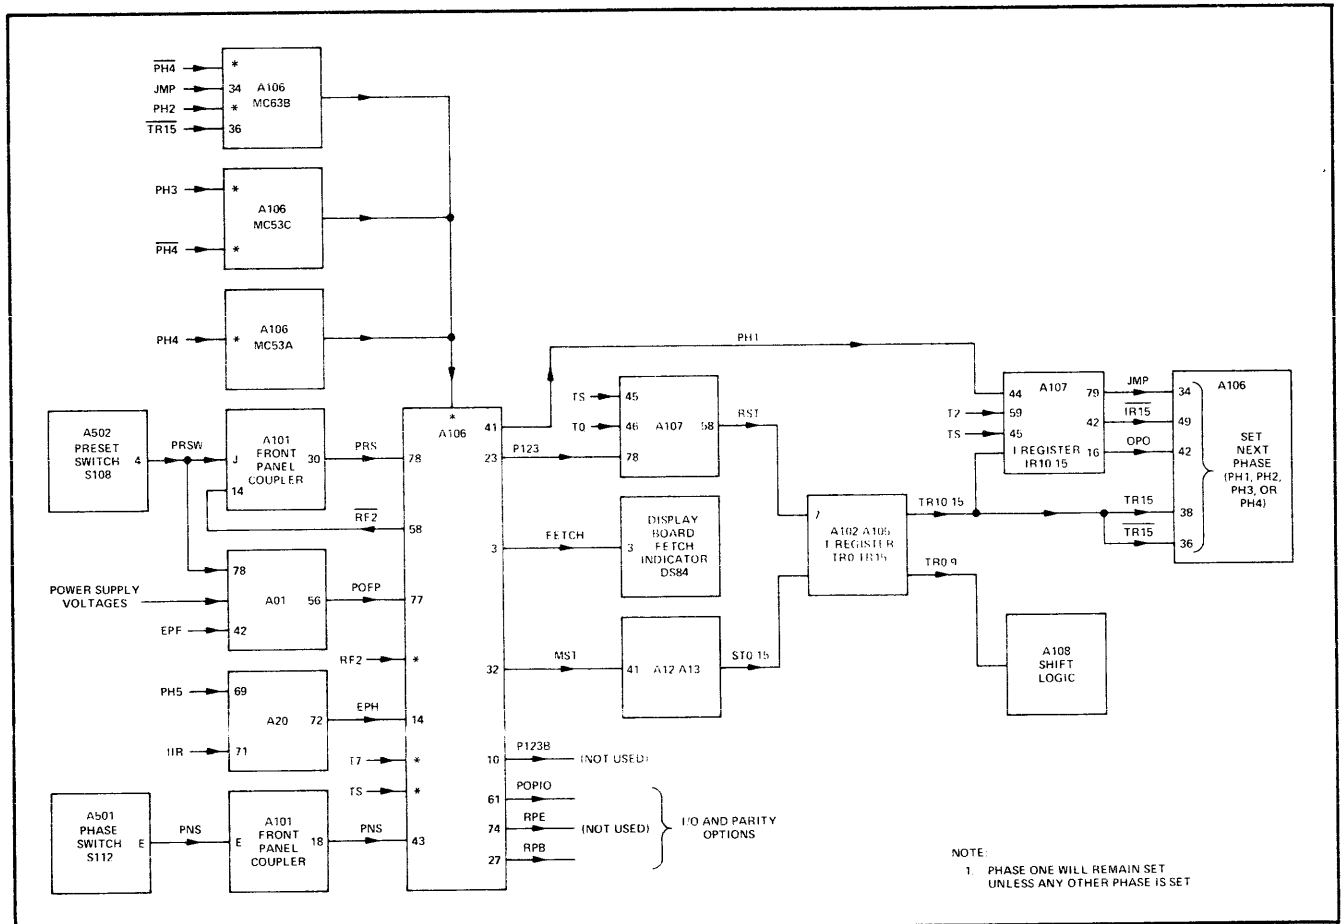 PH4
JMP
PH2
TR15
*
34
*
36
A106
MC63B
PH3
PH4
*
*
A106
MC53C
PH4
*
A106
MC53A
A502
PRESET
SWITCH
S108
4
PRSW
J
14
A101
FRONT
PANEL
COUPLER
30
PRS
RF2
POWER SUPPLY
VOLTAGES
EPF
78
42
A01
56
POFP
RF2
PH5
IIR
69
71
A20
72
EPH
T7
TS
A501
PHASE
SWITCH
S112
E
PNS
E
A101
FRONT
PANEL
COUPLER
18
PNS
*
A106
78
58
77
*
14
*
*
43
41
23
3
32
10
61
74
27
PH1
P123
FETCH
MST
P123B
(NOT USED)
POPIO
RPE
(NOT USED)
RPB
I/O AND PARITY
OPTIONS
TS
T0
45
46
78
A107
58
RST
3
DISPLAY
BOARD
FETCH
INDICATOR
DS84
41
A12 A13
ST0 15
A102 A105
T REGISTER
TR0 TR15
TR10 15
TR0 9
A108
SHIFT
LOGIC
T2
TS
44
59
45
A107
79
42
16
I REGISTER
IR10 15
JMP
IR15
OPO
TR15
TR15
34
49
42
38
36
A106
SET
NEXT
PHASE
(PH1, PH2,
PH3, OR
PH4)
NOTE:
1. PHASE ONE WILL REMAIN SET
UNLESS ANY OTHER PHASE IS SET